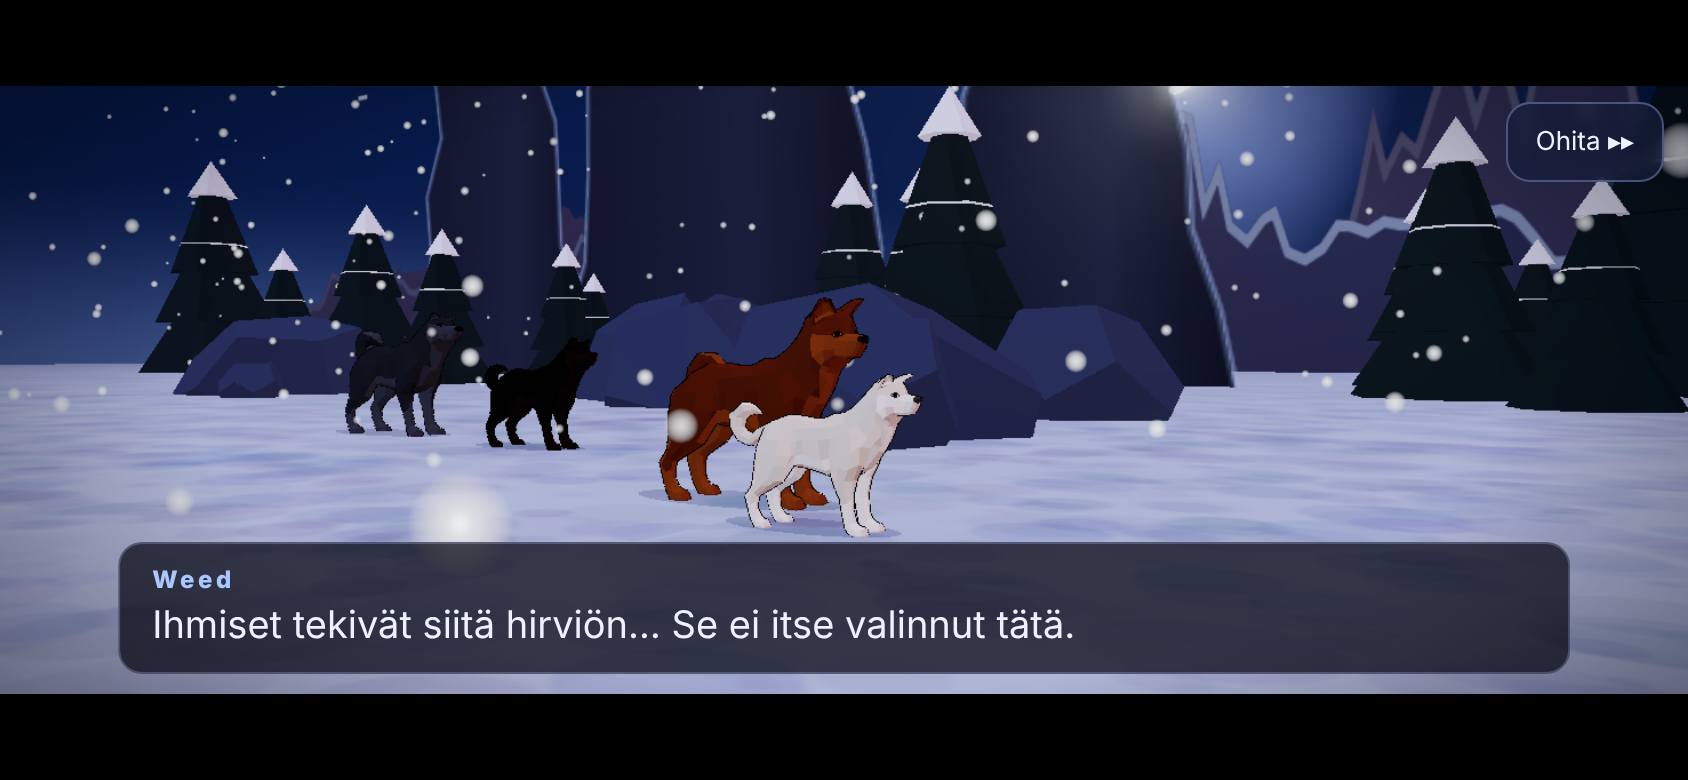 Ohita ▸▸
Weed
Ihmiset tekivät siitä hirviön... Se ei itse valinnut tätä.